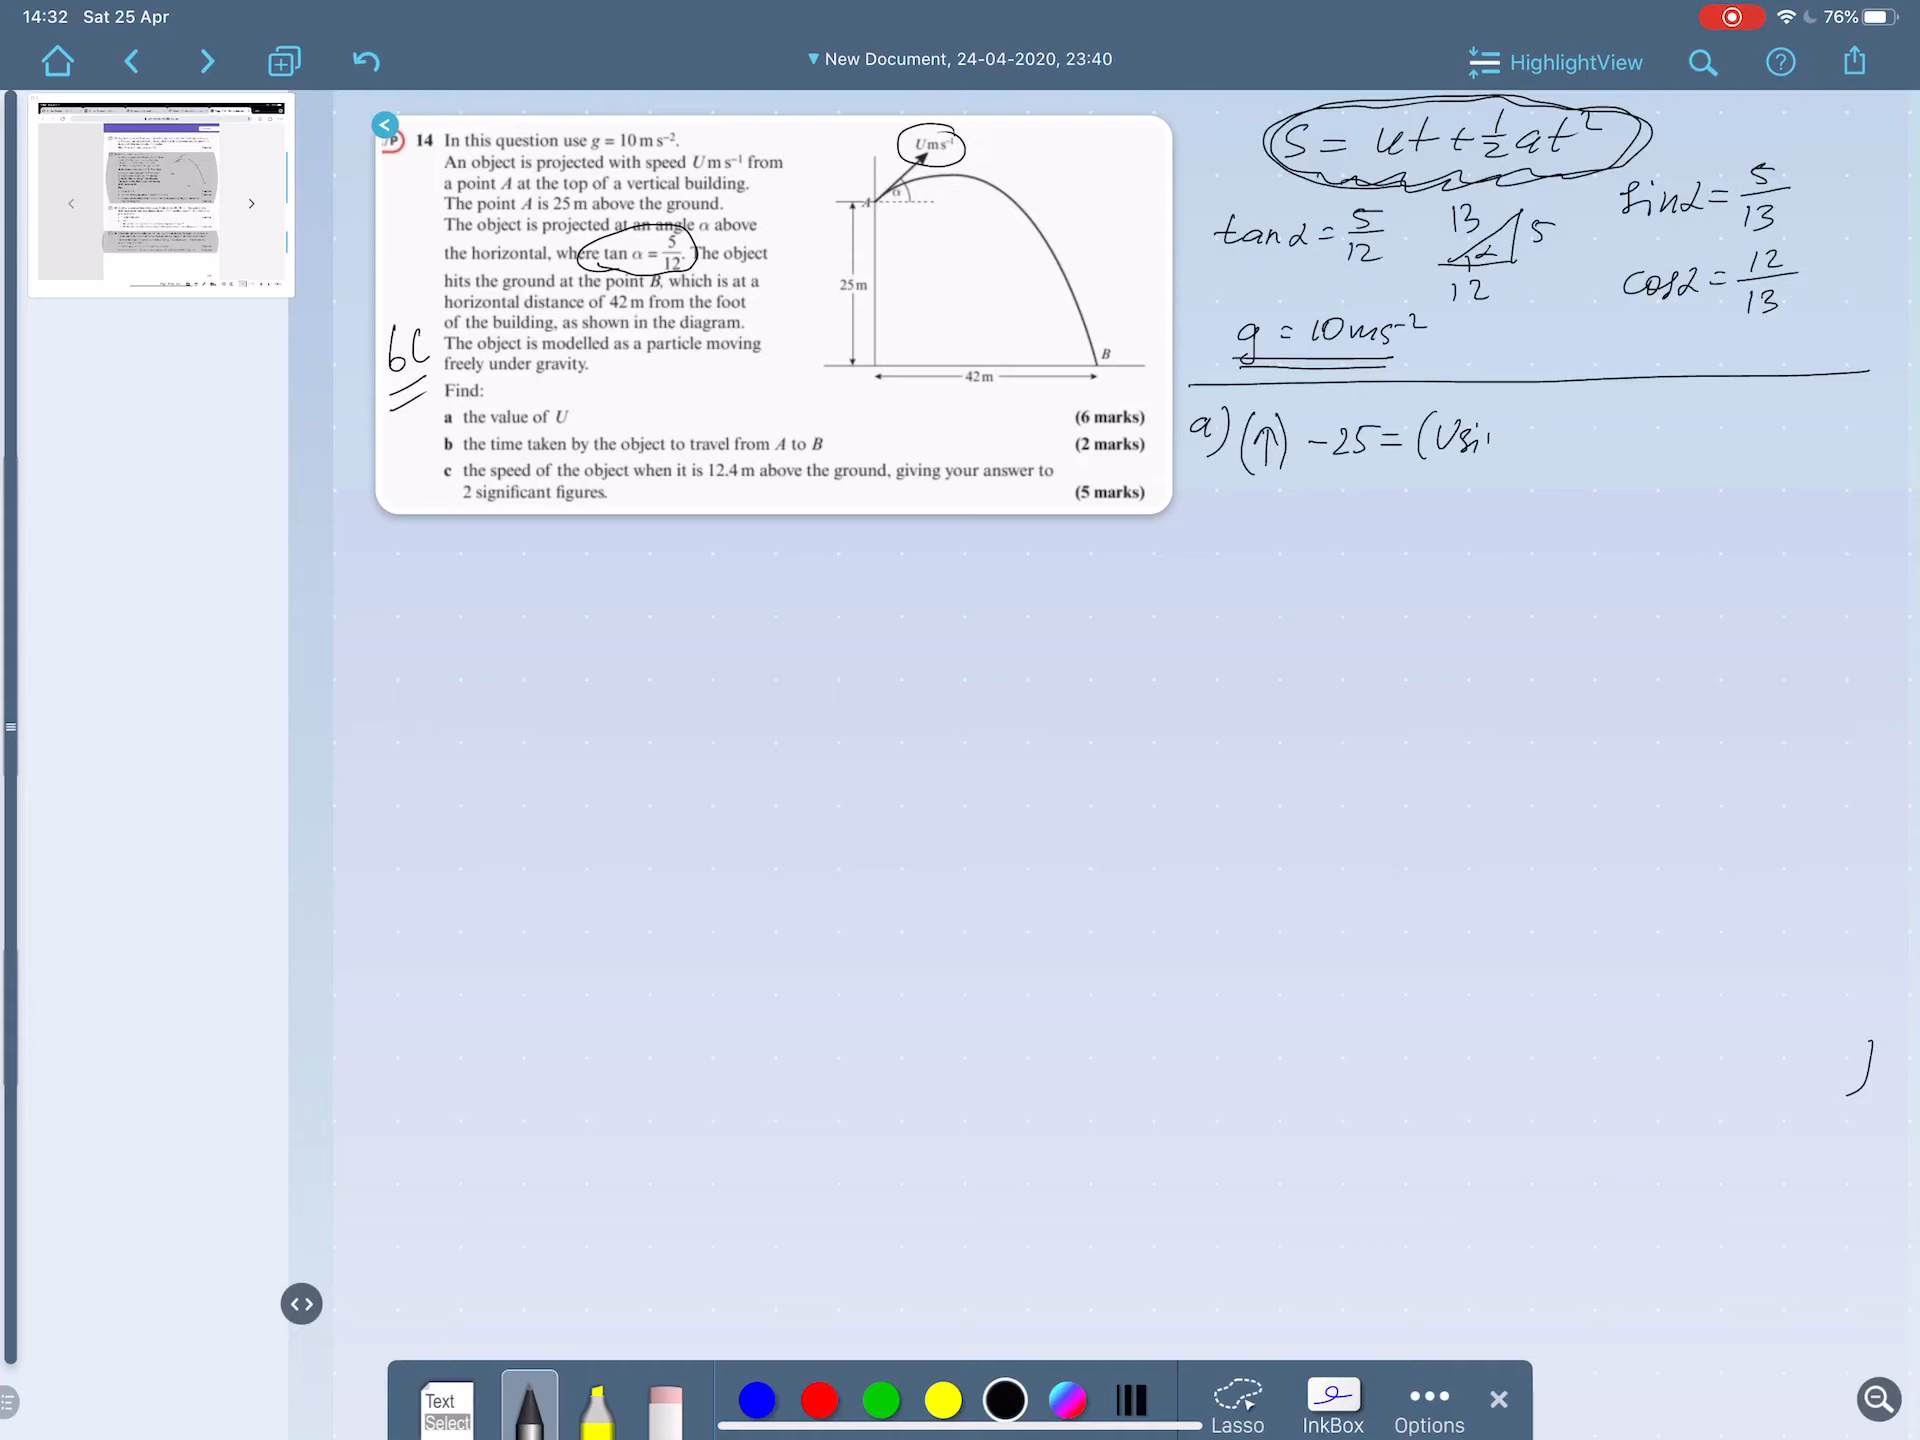 14:32 Sat 25 Apr
76%
New Document, 24-04-2020, 23:40
HighlightView
14 In this question use g = 10 m s⁻².
An object is projected with speed U m s⁻¹ from
a point A at the top of a vertical building.
The point A is 25 m above the ground.
The object is projected at an angle α above
the horizontal, where tan α = 5/12. The object
hits the ground at the point B, which is at a
horizontal distance of 42 m from the foot
of the building, as shown in the diagram.
The object is modelled as a particle moving
freely under gravity.
Find:
a the value of U (6 marks)
b the time taken by the object to travel from A to B (2 marks)
c the speed of the object when it is 12.4 m above the ground, giving your answer to
2 significant figures. (5 marks)
P
6C
U m s⁻¹
α
A
25 m
B
42 m
S = ut + ½at²
tanα = 5/12
13
5
α
12
sinα = 5/13
cosα = 12/13
g = 10ms⁻²
a) (↑) -25 = (Usi
)
Text
Select
Lasso
InkBox
Options